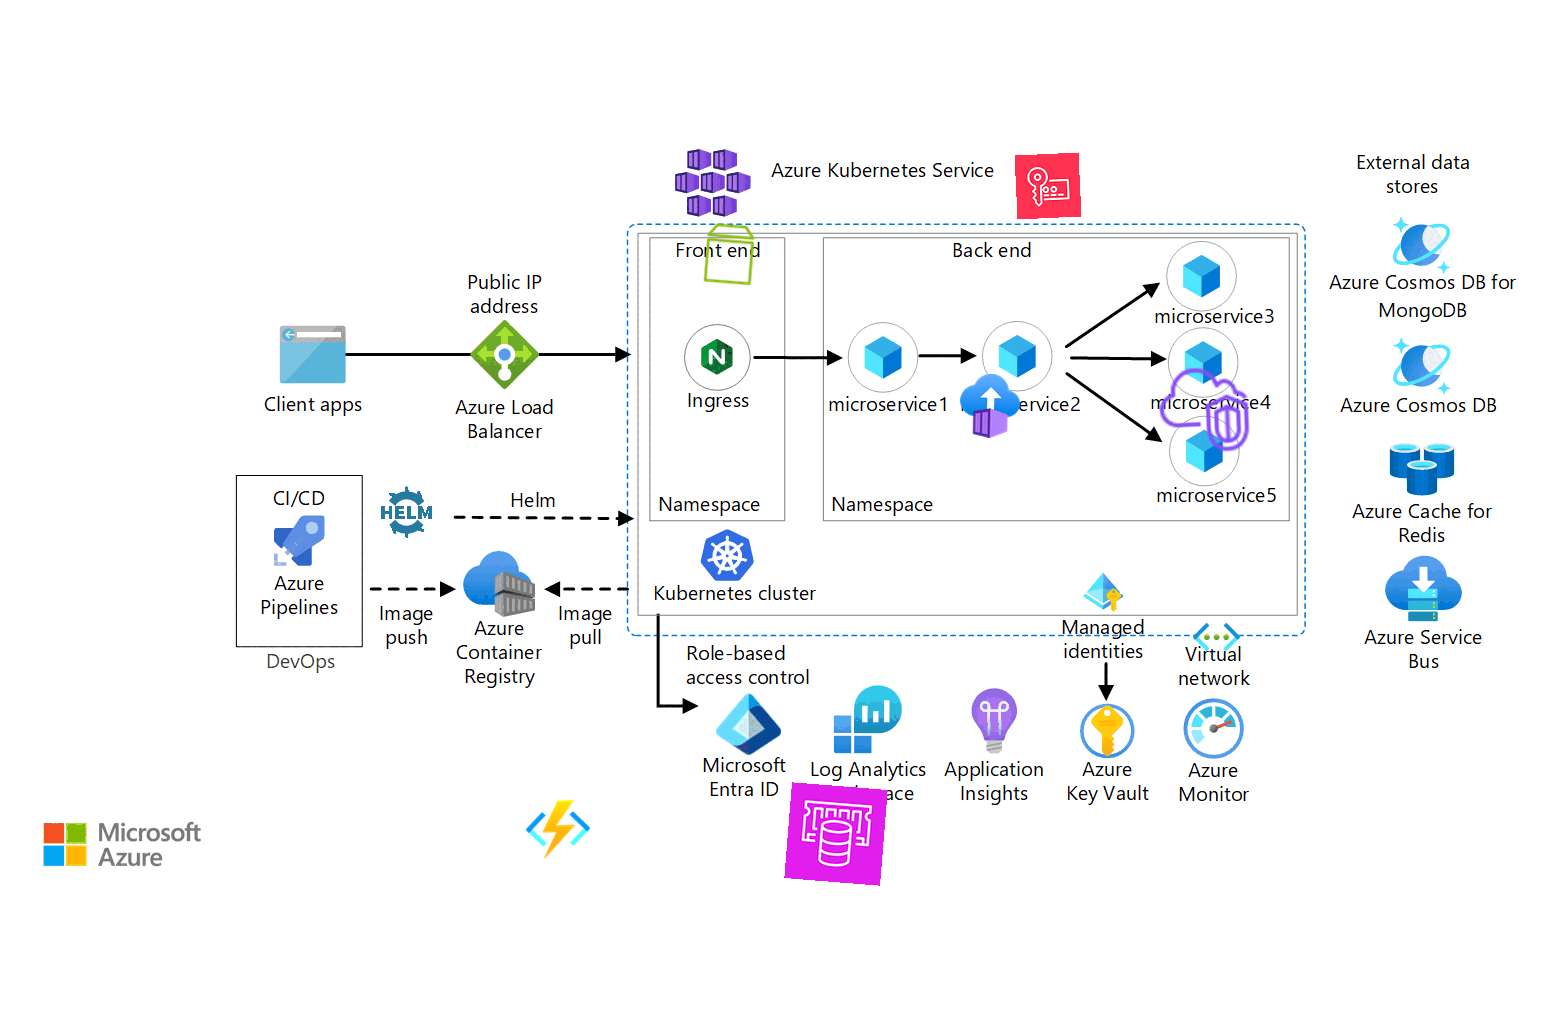 Azure Kubernetes Service
External data
stores
Front end
Back end
Public IP
address
microservice3
Azure Cosmos DB for
MongoDB
Client apps
Azure Load
Balancer
Ingress
microservice1
microservice4
Azure Cosmos DB
CI/CD
HELM
Helm
Namespace
Namespace
microservice5
Azure Cache for
Redis
Azure
Pipelines
Image
push
Image
pull
Kubernetes cluster
Azure
Container
Registry
DevOps
Managed
identities
Azure Service
Bus
Role-based
access control
Virtual
network
Microsoft
Entra ID
Log Analytics
Application
Insights
Azure
Key Vault
Azure
Monitor
Microsoft
Azure